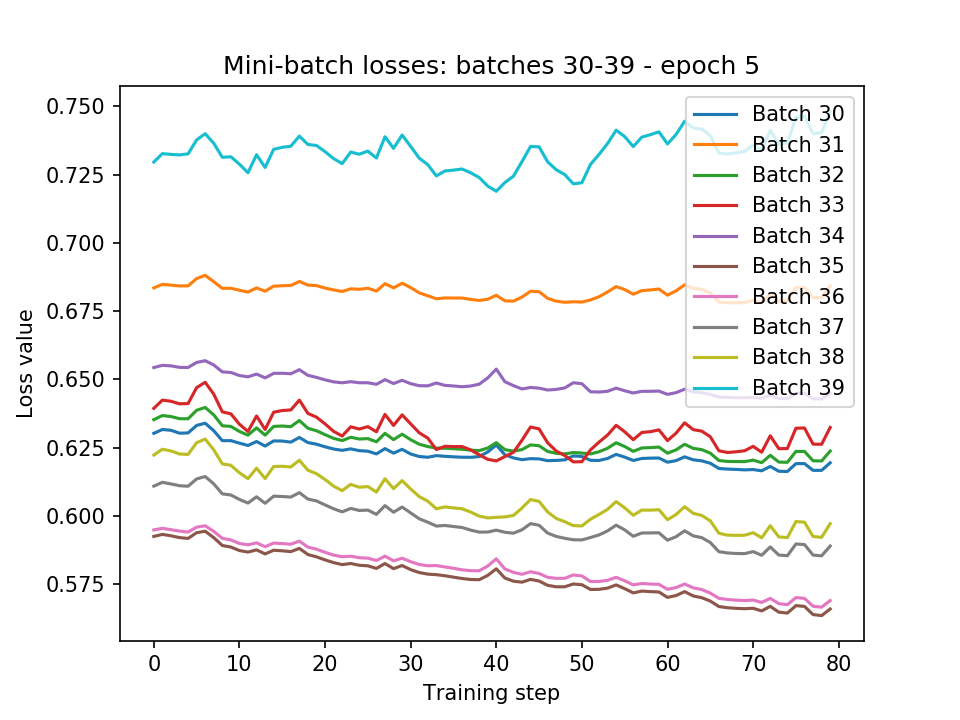 Mini-batch losses: batches 30-39 - epoch 5
0.750
0.725
0.700
0.675
0.650
0.625
0.600
0.575
Loss value
0
10
20
30
40
50
60
70
80
Training step
Batch 30
Batch 31
Batch 32
Batch 33
Batch 34
Batch 35
Batch 36
Batch 37
Batch 38
Batch 39